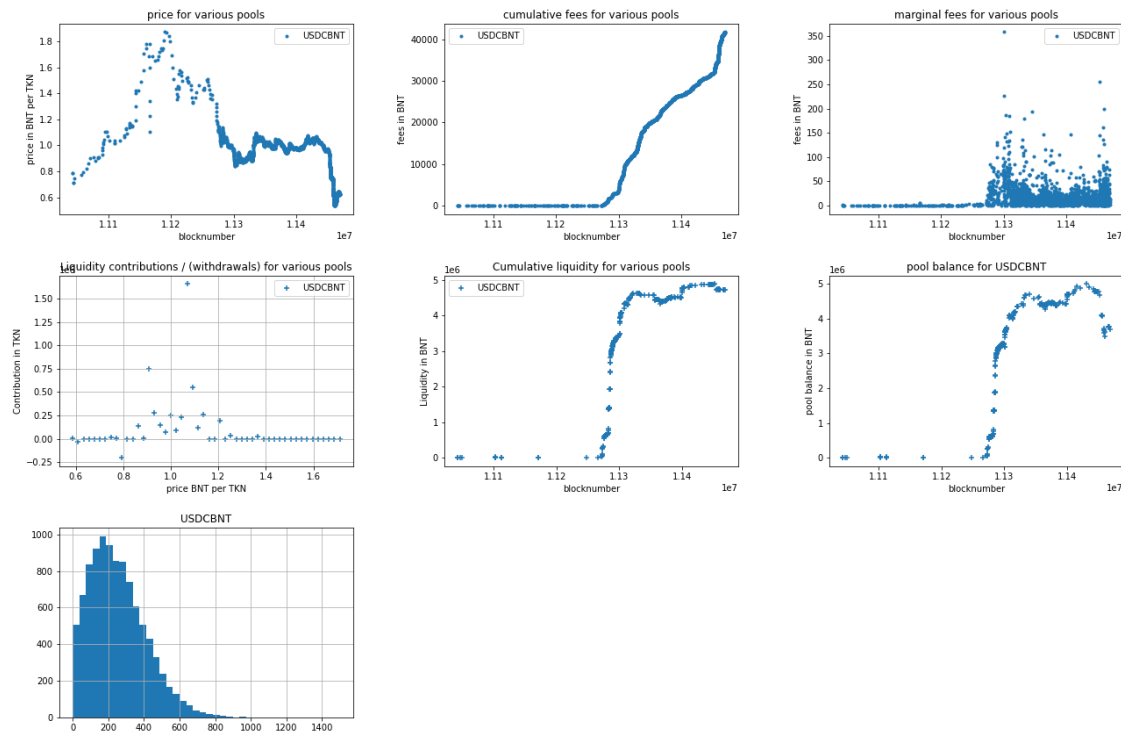 price for various pools
USDCBNT
price in BNT per TKN
1.8
1.6
1.4
1.2
1.0
0.8
0.6
1.11
1.12
1.13
1.14
blocknumber
1e7
cumulative fees for various pools
USDCBNT
fees in BNT
40000
30000
20000
10000
0
1.11
1.12
1.13
1.14
blocknumber
1e7
marginal fees for various pools
USDCBNT
fees in BNT
350
300
250
200
150
100
50
0
1.11
1.12
1.13
1.14
blocknumber
1e7
Liquidity contributions / (withdrawals) for various pools
1e6
USDCBNT
Contribution in TKN
1.50
1.25
1.00
0.75
0.50
0.25
0.00
−0.25
0.6
0.8
1.0
1.2
1.4
1.6
price BNT per TKN
Cumulative liquidity for various pools
1e6
USDCBNT
Liquidity in BNT
5
4
3
2
1
0
1.11
1.12
1.13
1.14
blocknumber
1e7
pool balance for USDCBNT
1e6
pool balance in BNT
5
4
3
2
1
0
1.11
1.12
1.13
1.14
blocknumber
1e7
USDCBNT
1000
800
600
400
200
0
0
200
400
600
800
1000
1200
1400